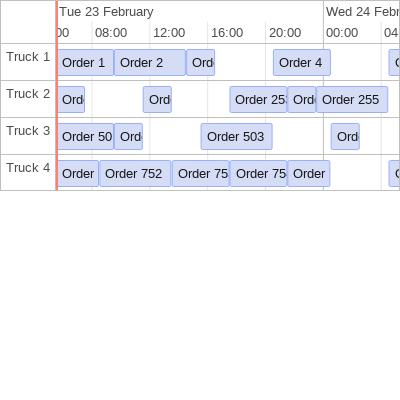 Tue 23 February Wed 24 Febr
00 08:00 12:00 16:00 20:00 00:00 04
Truck 1 Order 1 Order 2 Ord Order 4
Truck 2 Ord Ord Order 253 Ord Order 255
Truck 3 Order 50 Ord Order 503 Ord
Truck 4 Order Order 752 Order 75 Order 75 Order